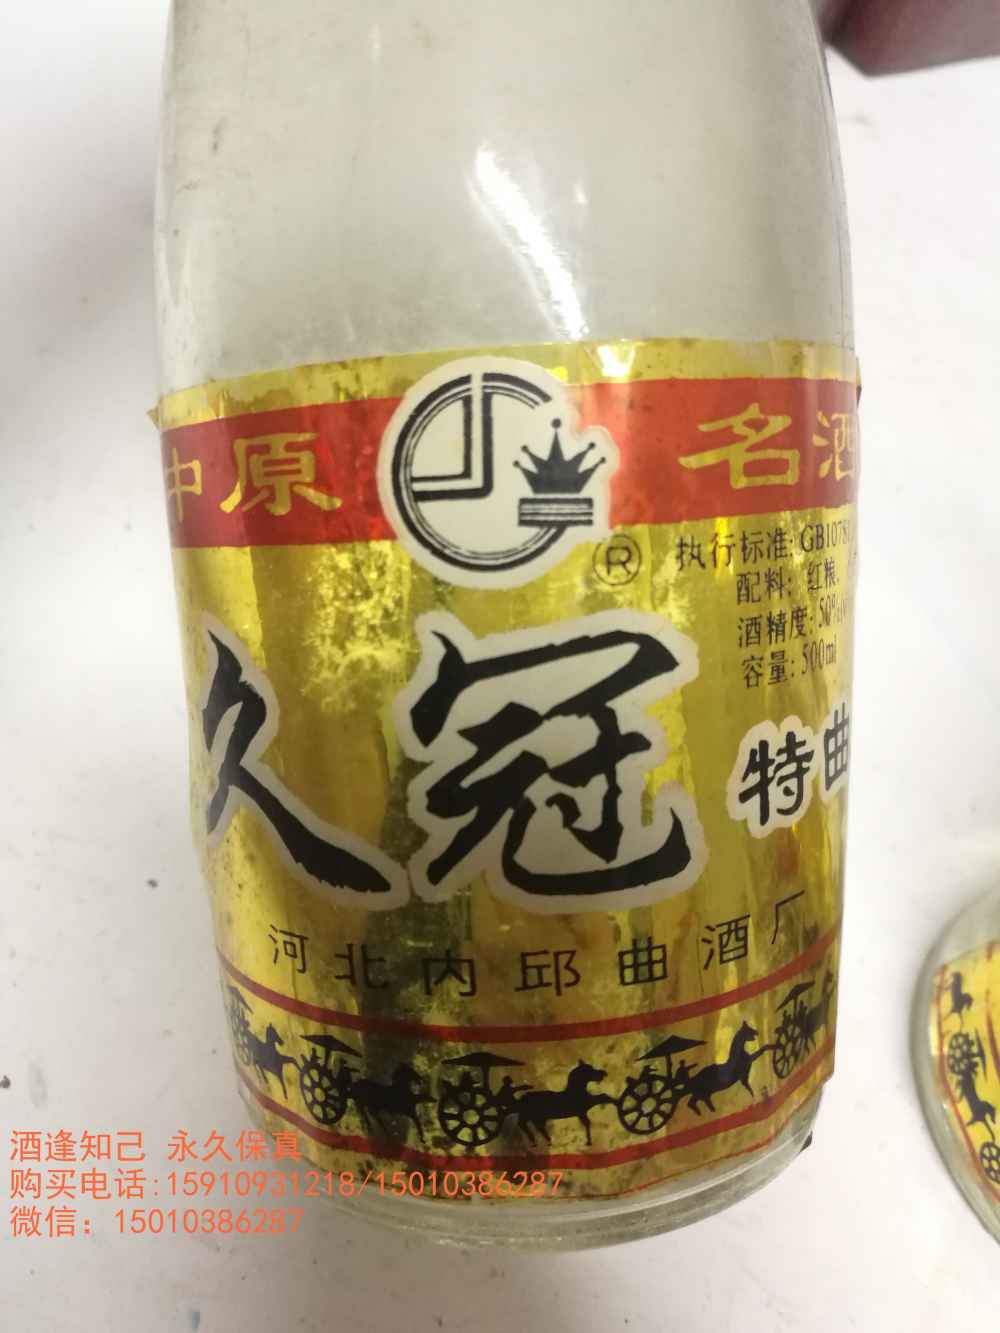 中原 名酒
®
执行标准: GB10781
配料: 红粮.
酒精度: 50%
容量: 500ml
久冠
特曲
河北内邱曲酒厂
酒逢知己 永久保真
购买电话:15910931218/15010386287
微信: 15010386287